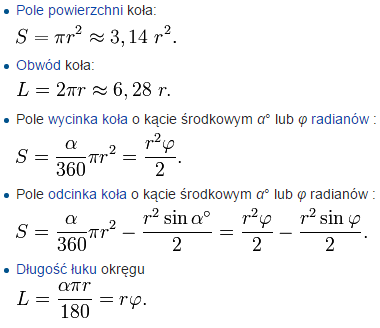 • Pole powierzchni koła:
S = πr² ≈ 3,14 r².
• Obwód koła:
L = 2πr ≈ 6,28 r.
• Pole wycinka koła o kącie środkowym α° lub φ radianów :
S = α/360 πr² = r²φ/2.
• Pole odcinka koła o kącie środkowym α° lub φ radianów :
S = α/360 πr² − r² sin α°/2 = r²φ/2 − r² sin φ/2.
• Długość łuku okręgu
L = απr/180 = rφ.